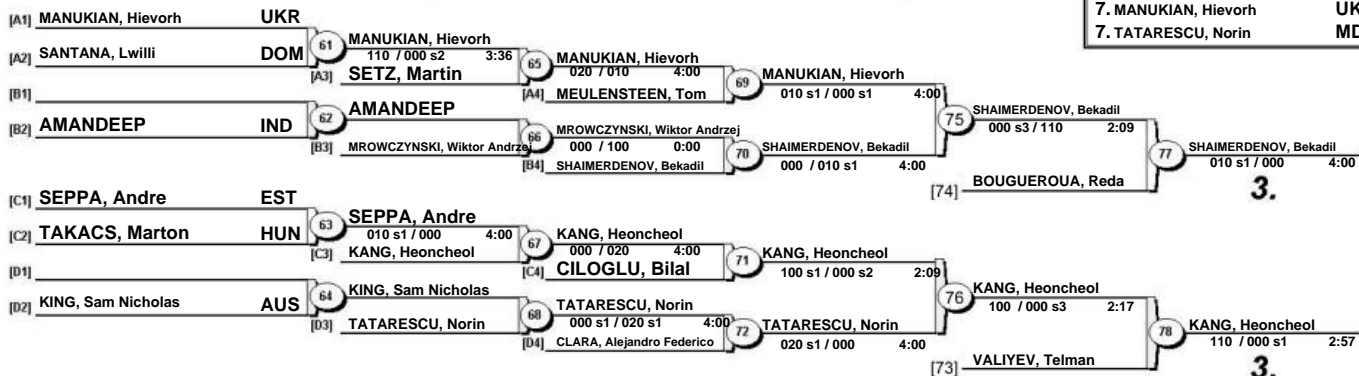 7. MANUKIAN, Hievorh UK
7. TATARESCU, Norin MD
[A1] MANUKIAN, Hievorh UKR
[A2] SANTANA, Lwilli DOM
61
MANUKIAN, Hievorh
110 / 000 s2 3:36
[A3] SETZ, Martin
65
MANUKIAN, Hievorh
020 / 010 4:00
[A4] MEULENSTEEN, Tom
69
MANUKIAN, Hievorh
010 s1 / 000 s1 4:00
[B1]
[B2] AMANDEEP IND
62
AMANDEEP
[B3] MROWCZYNSKI, Wiktor Andrzej
66
MROWCZYNSKI, Wiktor Andrzej
000 / 100 0:00
[B4] SHAIMERDENOV, Bekadil
70
SHAIMERDENOV, Bekadil
000 / 010 s1 4:00
75
SHAIMERDENOV, Bekadil
000 s3 / 110 2:09
[74] BOUGUEROUA, Reda
77
SHAIMERDENOV, Bekadil
010 s1 / 000 4:00
3.
[C1] SEPPA, Andre EST
[C2] TAKACS, Marton HUN
63
SEPPA, Andre
010 s1 / 000 4:00
[C3] KANG, Heoncheol
67
KANG, Heoncheol
000 / 020 4:00
[C4] CILOGLU, Bilal
71
KANG, Heoncheol
100 s1 / 000 s2 2:09
[D1]
[D2] KING, Sam Nicholas AUS
64
KING, Sam Nicholas
[D3] TATARESCU, Norin
68
TATARESCU, Norin
000 s1 / 020 s1 4:00
[D4] CLARA, Alejandro Federico
72
TATARESCU, Norin
020 s1 / 000 4:00
76
KANG, Heoncheol
100 / 000 s3 2:17
[73] VALIYEV, Telman
78
KANG, Heoncheol
110 / 000 s1 2:57
3.